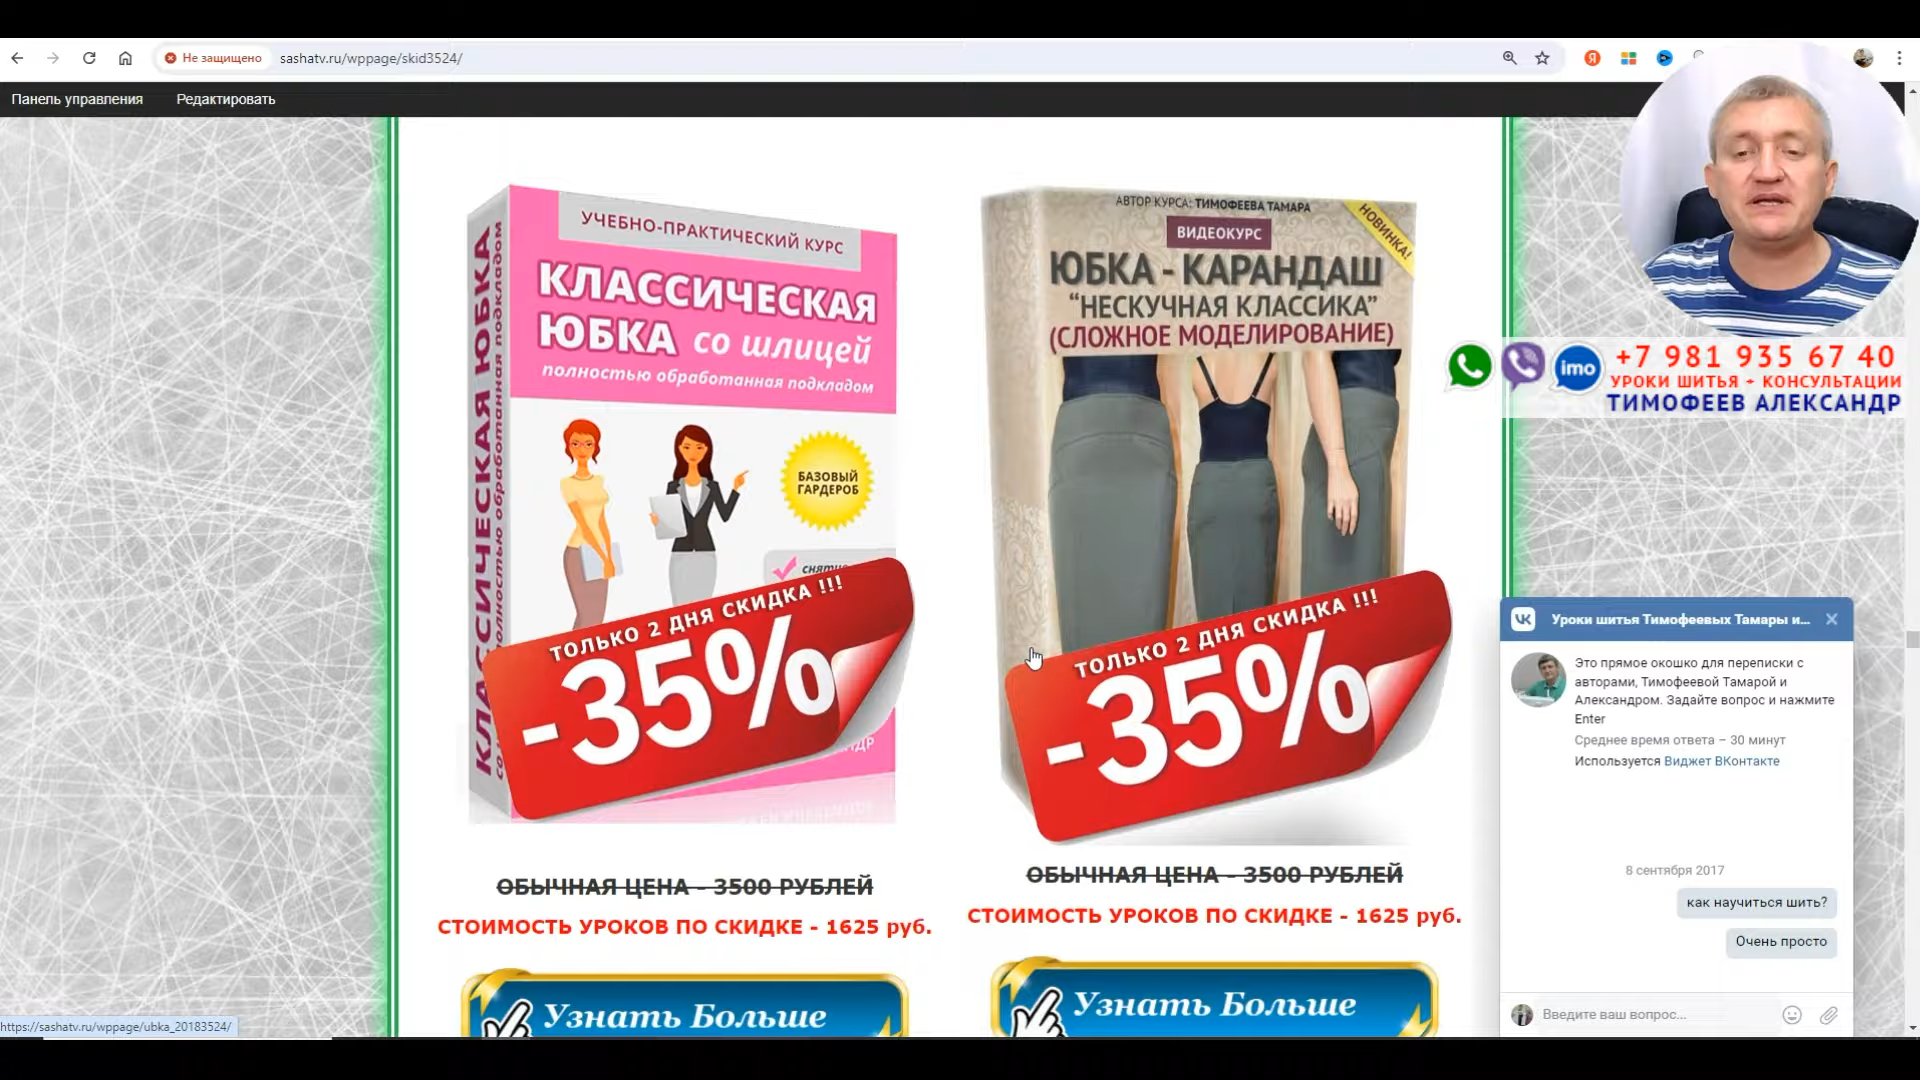 Не защищено sashatv.ru/wppage/skid3524/
Панель управления Редактировать
УЧЕБНО-ПРАКТИЧЕСКИЙ КУРС
КЛАССИЧЕСКАЯ
ЮБКА со шлицей
полностью обработанная подкладом
КЛАССИЧЕСКАЯ ЮБКА
БАЗОВЫЙ
ГАРДЕРОБ
ТОЛЬКО 2 ДНЯ СКИДКА !!!
-35%
ОБЫЧНАЯ ЦЕНА - 3500 РУБЛЕЙ
СТОИМОСТЬ УРОКОВ ПО СКИДКЕ - 1625 руб.
Узнать Больше
АВТОР КУРСА: ТИМОФЕЕВА ТАМАРА
НОВИНКА!
ВИДЕОКУРС
ЮБКА - КАРАНДАШ
“НЕСКУЧНАЯ КЛАССИКА”
(СЛОЖНОЕ МОДЕЛИРОВАНИЕ)
ТОЛЬКО 2 ДНЯ СКИДКА !!!
-35%
ОБЫЧНАЯ ЦЕНА - 3500 РУБЛЕЙ
СТОИМОСТЬ УРОКОВ ПО СКИДКЕ - 1625 руб.
Узнать Больше
imo
+7 981 935 67 40
УРОКИ ШИТЬЯ + КОНСУЛЬТАЦИИ
ТИМОФЕЕВ АЛЕКСАНДР
Уроки шитья Тимофеевых Тамары и...
Это прямое окошко для переписки с
авторами, Тимофеевой Тамарой и
Александром. Задайте вопрос и нажмите
Enter
Среднее время ответа – 30 минут
Используется Виджет ВКонтакте
8 сентября 2017
как научиться шить?
Очень просто
Введите ваш вопрос...
https://sashatv.ru/wppage/ubka_20183524/